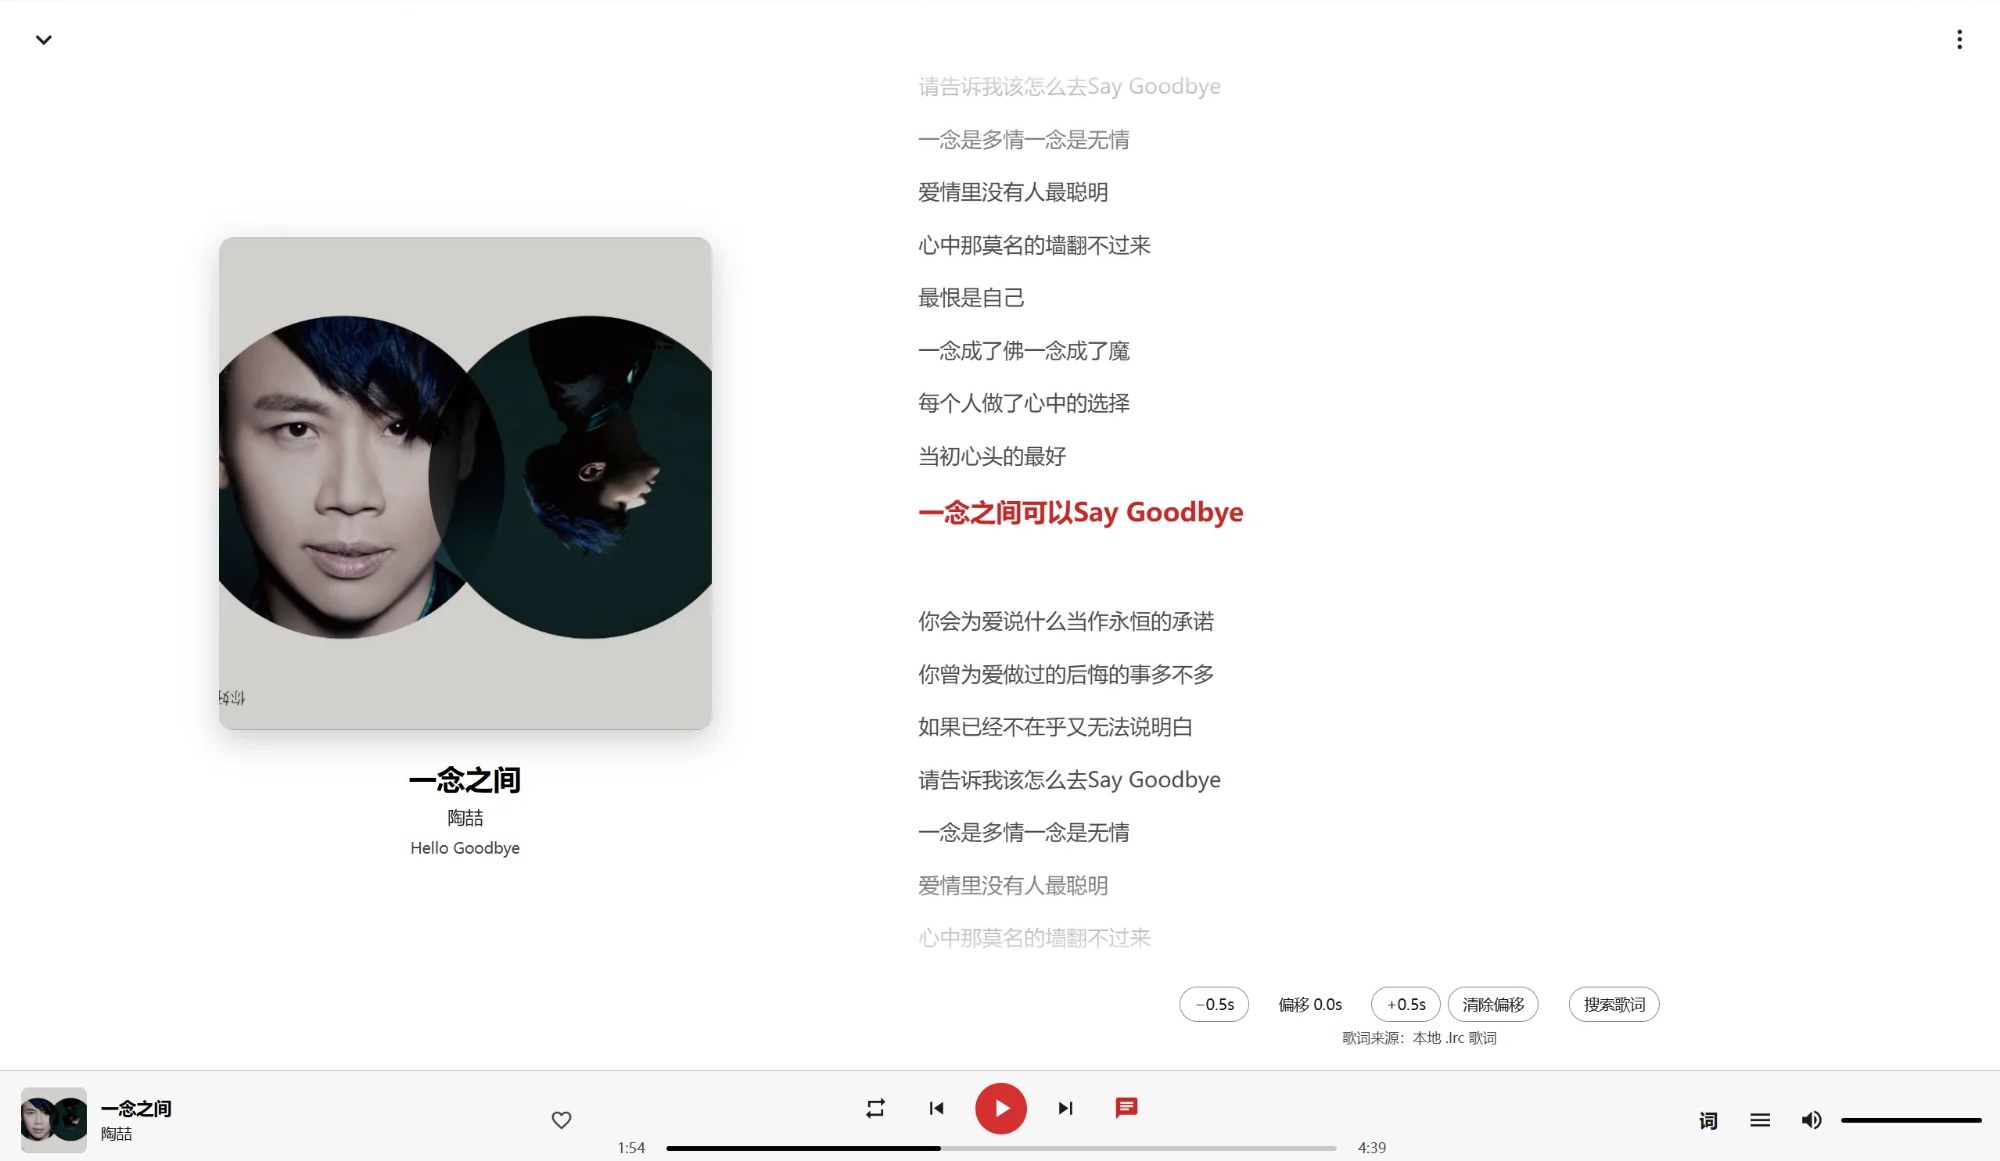 请告诉我该怎么去Say Goodbye
一念是多情一念是无情
爱情里没有人最聪明
心中那莫名的墙翻不过来
最恨是自己
一念成了佛一念成了魔
每个人做了心中的选择
当初心头的最好
一念之间可以Say Goodbye
你会为爱说什么当作永恒的承诺
你曾为爱做过的后悔的事多不多
如果已经不在乎又无法说明白
请告诉我该怎么去Say Goodbye
一念是多情一念是无情
爱情里没有人最聪明
心中那莫名的墙翻不过来
你好
一念之间
陶喆
Hello Goodbye
−0.5s 偏移 0.0s +0.5s 清除偏移 搜索歌词
歌词来源：本地 .lrc 歌词
一念之间
陶喆
1:54 4:39
词